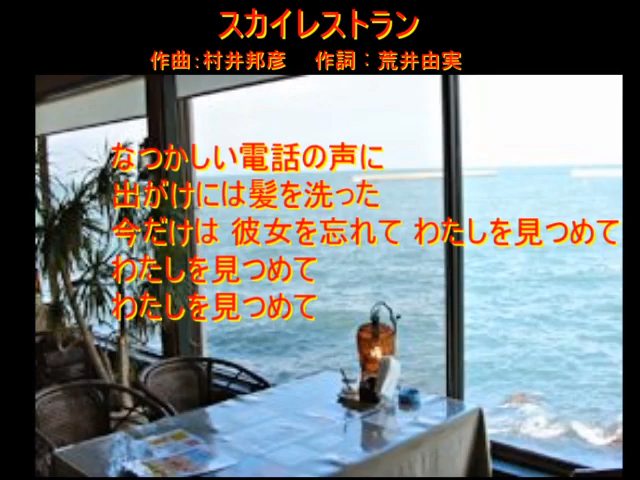 スカイレストラン
作曲:村井邦彦 作詞:荒井由実
なつかしい電話の声に
出がけには髪を洗った
今だけは 彼女を忘れて わたしを見つめて
わたしを見つめて
わたしを見つめて